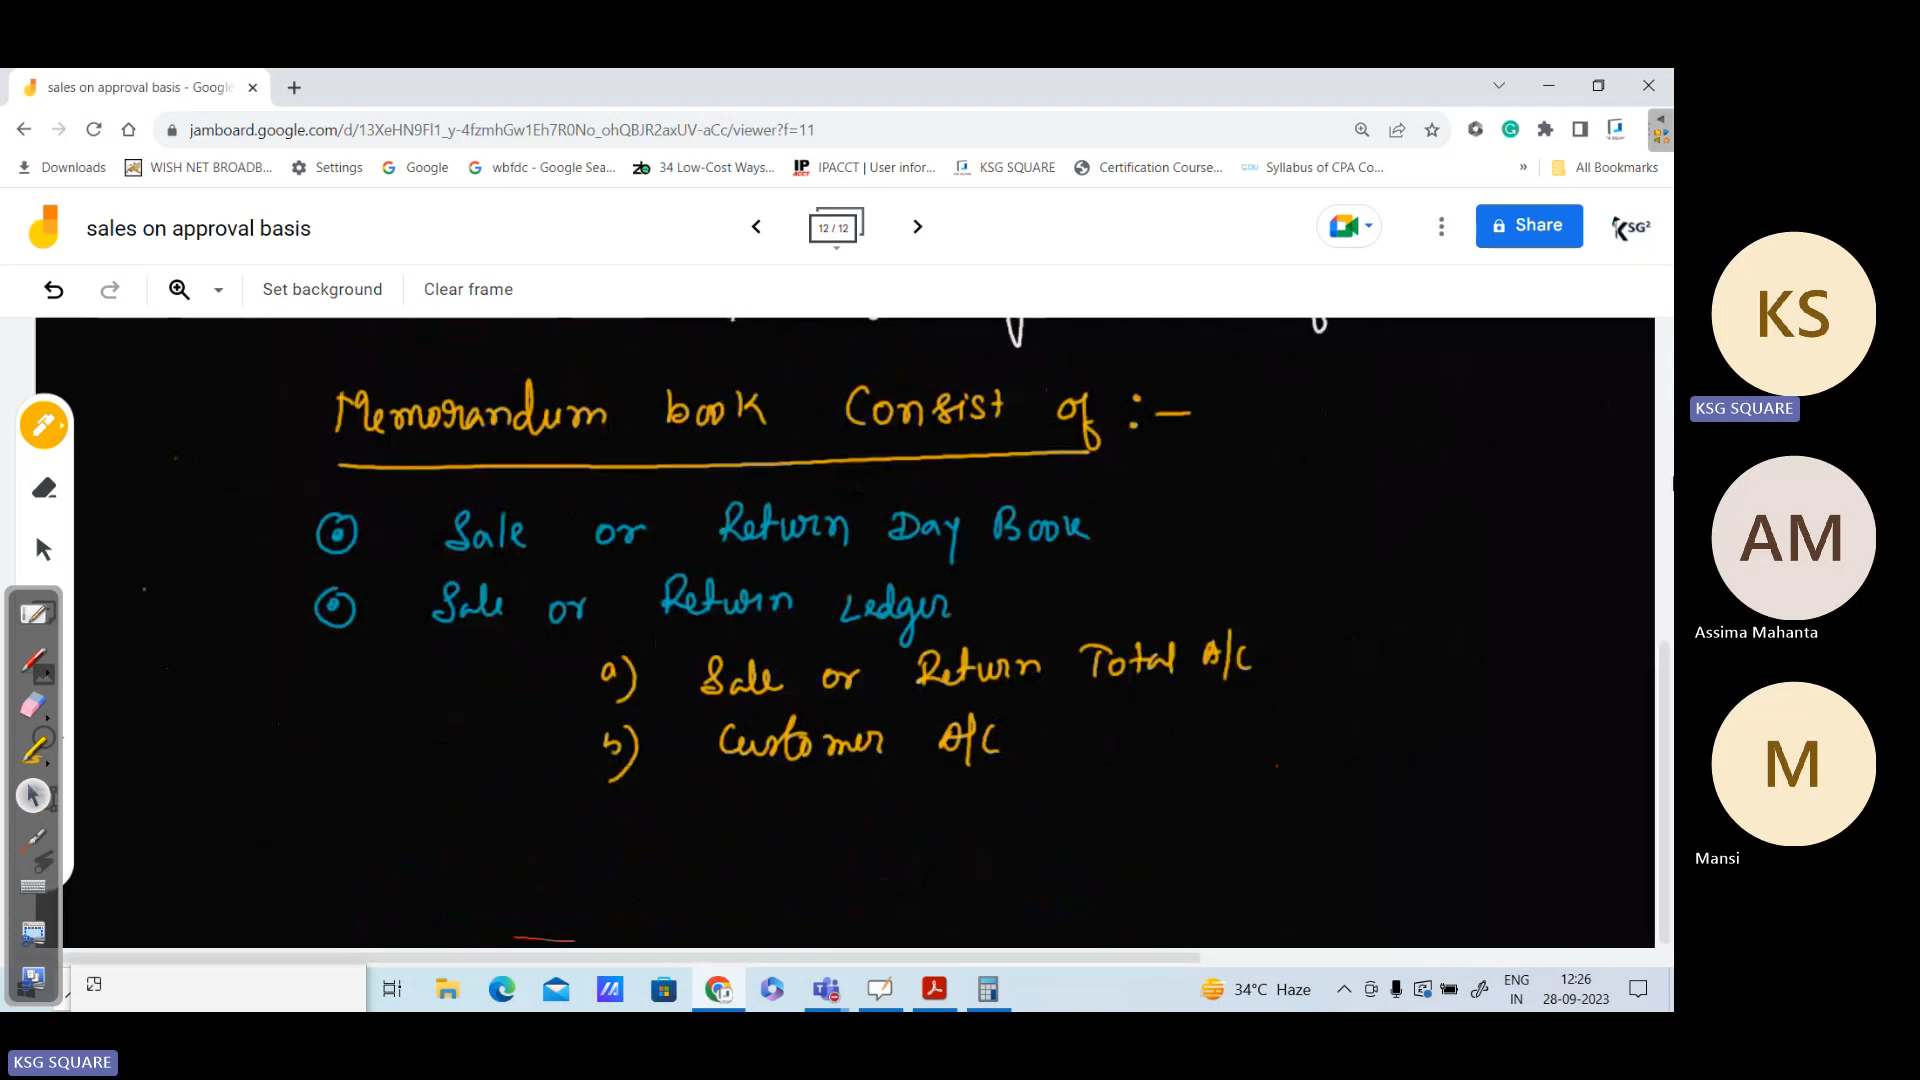 sales on approval basis - Google
jamboard.google.com/d/13XeHN9Fl1_y-4fzmhGw1Eh7R0No_ohQBJR2axUV-aCc/viewer?f=11
Downloads WISH NET BROADB... Settings Google wbfdc - Google Sea... 34 Low-Cost Ways... IPACCT | User infor... KSG SQUARE Certification Course... Syllabus of CPA Co... » All Bookmarks
sales on approval basis
12 / 12
Share
KSG²
Set background Clear frame
Memorandum book Consist of :-
Sale or Return Day Book
Sale or Return Ledger
a) Sale or Return Total A/C
b) Customer A/C
KS
KSG SQUARE
AM
Assima Mahanta
M
Mansi
34°C Haze
ENG
IN
12:26
28-09-2023
KSG SQUARE